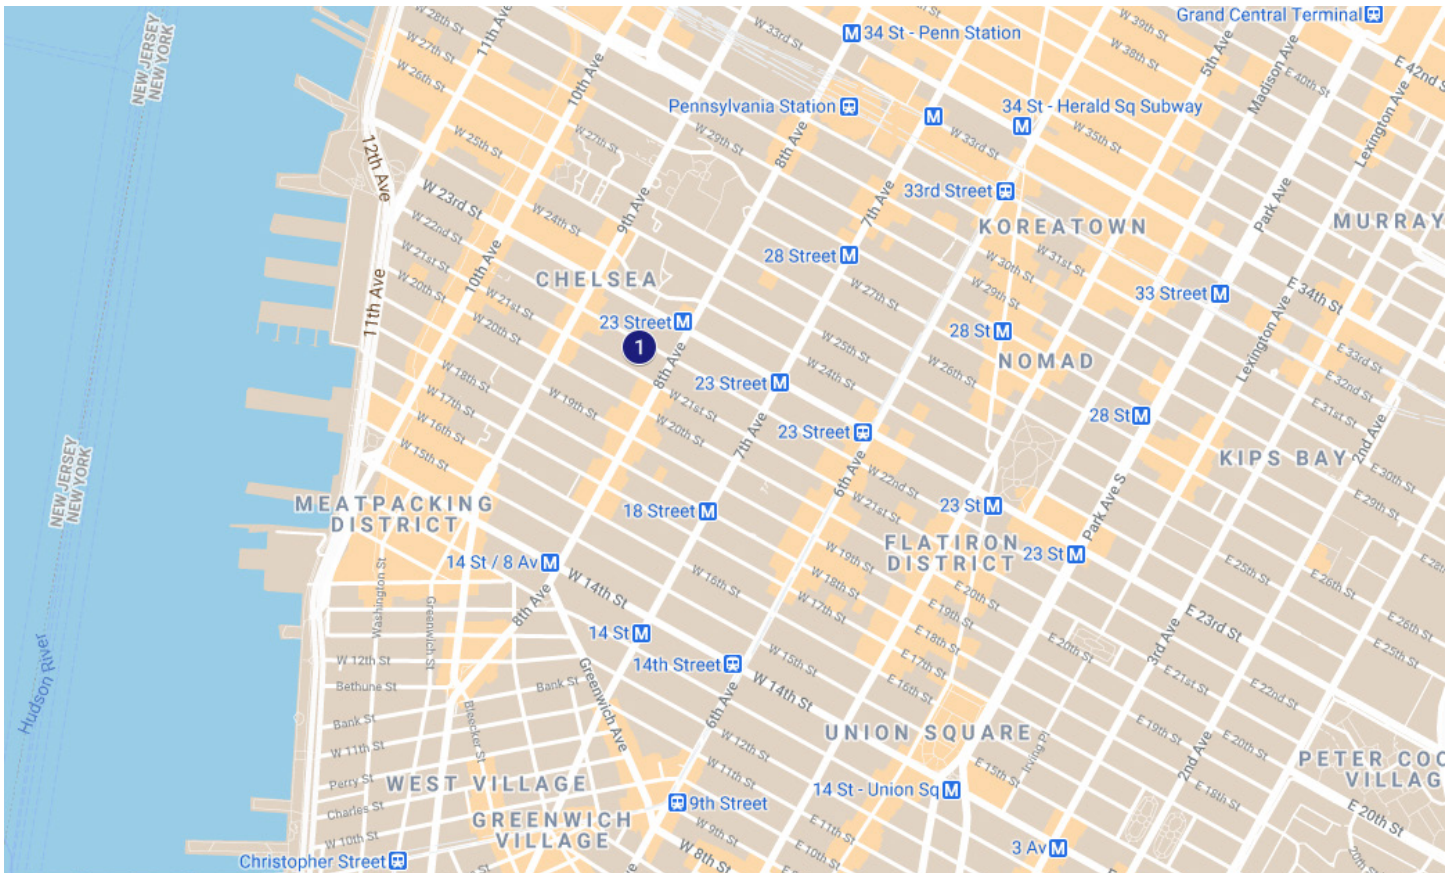 NEW JERSEY
NEW YORK
W 28th St
W 27th St
W 26th St
W 25th St
11th Ave
10th Ave
W 33rd St
34 St - Penn Station
W 39th St
W 38th St
5th Ave
Madison Ave
Grand Central Terminal
E 40th St
E 42nd S
Lexington Ave
Pennsylvania Station
34 St - Herald Sq Subway
W 33rd St
W 35th St
12th Ave
W 23rd St
W 22nd St
W 21st St
W 20th St
W 27th St
W 29th St
8th Ave
9th Ave
W 24th St
7th Ave
33rd Street
KOREATOWN
Park Ave
MURRAY
10th Ave
CHELSEA
28 Street
W 31st St
W 30th St
W 29th St
W 27th St
33 Street
E 34th St
11th Ave
W 21st St
W 20th St
23 Street
1
28 St
NOMAD
W 25th St
W 24th St
W 26th St
Lexington Ave
E 33rd St
E 32nd St
E 31st St
W 18th St
W 17th St
W 16th St
W 15th St
W 19th St
8th Ave
23 Street
W 21st St
W 20th St
7th Ave
23 Street
28 St
2nd Ave
KIPS BAY
E 30th St
E 29th St
E 28th
MEATPACKING
DISTRICT
18 Street
6th Ave
W 22nd St
W 21st St
23 St
Park Ave S
FLATIRON
DISTRICT
23 St
NEW JERSEY
NEW YORK
14 St / 8 Av
W 14th St
W 16th St
W 19th St
W 18th St
W 17th St
E 20th St
E 19th St
E 18th St
E 17th St
E 16th St
E 25th St
E 26th St
E 26th St
E 25th St
E 23rd St
Washington St
Greenwich St
8th Ave
14 St
14th Street
W 15th St
W 14th St
E 20th St
3rd Ave
E 21st St
E 22nd St
W 12th St
Bethune St
Bank St
Bank St
Greenwich Ave
Hudson River
W 11th St
Perry St
Charles St
W 10th St
Bleecker St
6th Ave
W 12th St
W 11th St
UNION SQUARE
E 15th St
Irving Pl
E 19th St
2nd Ave
E 20th St
E 18th St
PETER COO
VILLAG
WEST VILLAGE
GREENWICH
VILLAGE
9th Street
14 St - Union Sq
W 9th St
W 8th St
E 11th St
E 10th St
3 Av
E 20th St
20th St
Christopher Street